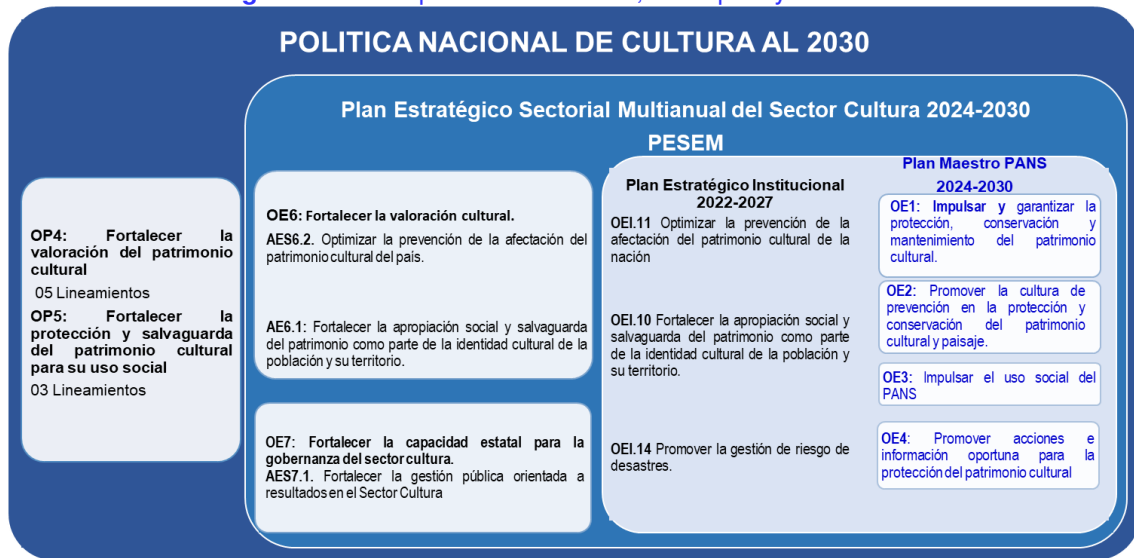 POLITICA NACIONAL DE CULTURA AL 2030
Plan Estratégico Sectorial Multianual del Sector Cultura 2024-2030
PESEM
OP4: Fortalecer la
valoración del patrimonio
cultural
05 Lineamientos
OP5: Fortalecer la
protección y salvaguarda
del patrimonio cultural
para su uso social
03 Lineamientos
OE6: Fortalecer la valoración cultural.
AES6.2. Optimizar la prevención de la afectación del
patrimonio cultural del país.
AE6.1: Fortalecer la apropiación social y salvaguarda
del patrimonio como parte de la identidad cultural de la
población y su territorio.
OE7: Fortalecer la capacidad estatal para la
gobernanza del sector cultura.
AES7.1. Fortalecer la gestión pública orientada a
resultados en el Sector Cultura
Plan Estratégico Institucional
2022-2027
OEI.11 Optimizar la prevención de la
afectación del patrimonio cultural de la
nación
OEI.10 Fortalecer la apropiación social y
salvaguarda del patrimonio como parte
de la identidad cultural de la población y
su territorio.
OEI.14 Promover la gestión de riesgo de
desastres.
Plan Maestro PANS
2024-2030
OE1: Impulsar y garantizar la
protección, conservación y
mantenimiento del patrimonio
cultural.
OE2: Promover la cultura de
prevención en la protección y
conservación del patrimonio
cultural y paisaje.
OE3: Impulsar el uso social del
PANS
OE4: Promover acciones e
información oportuna para la
protección del patrimonio cultural